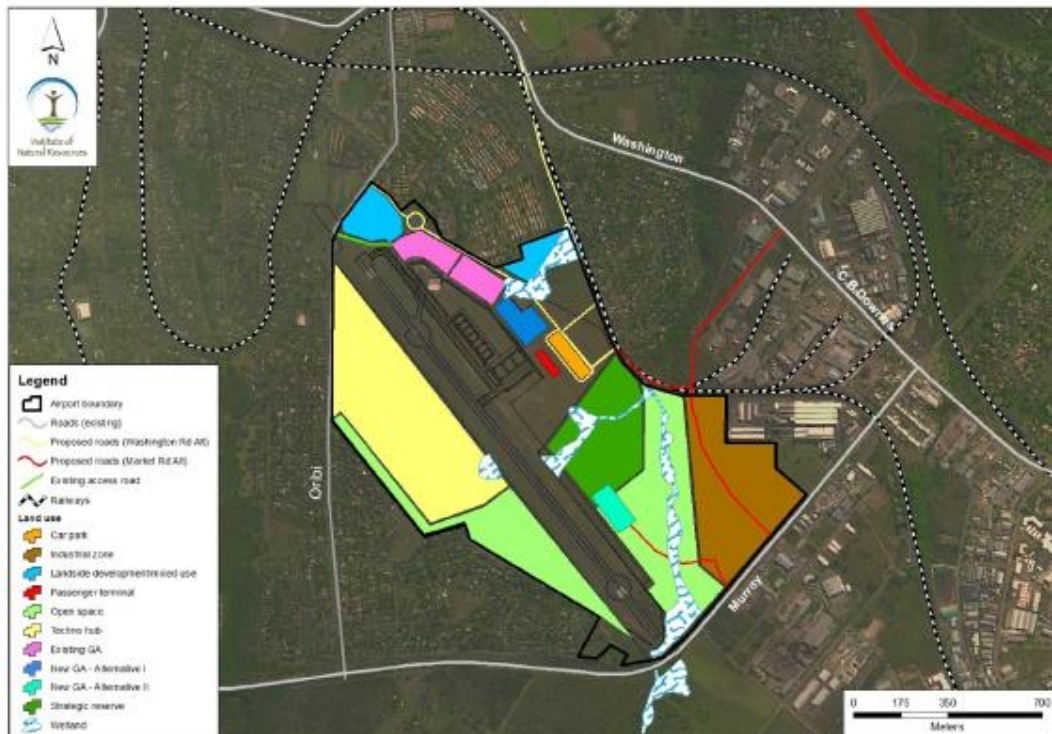 N
Institute of
Natural Resources
Washington
C.B.Downes
Oribi
Murray
Legend
Airport boundary
Roads (existing)
Proposed roads (Washington Rd Alt)
Proposed roads (Market Rd Alt)
Existing access road
Railways
Land use
Car park
Industrial zone
Landside development/mixed use
Passenger terminal
Open space
Techno hub
Existing GA
New GA - Alternative I
New GA - Alternative II
Strategic reserve
Wetland
0 175 350 700
Meters